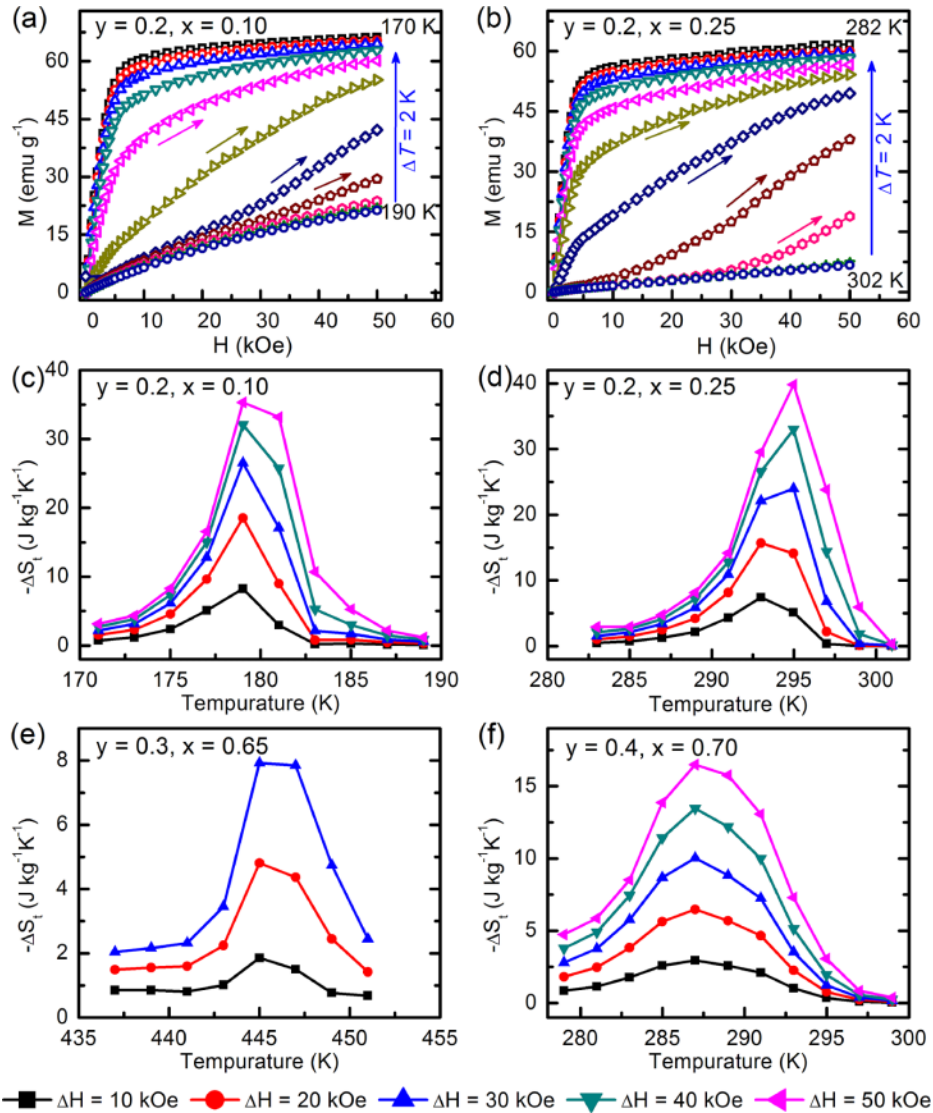 (a) y = 0.2, x = 0.10 170 K
60
45
30
15
0
M (emu g⁻¹)
ΔT = 2 K
190 K
0 10 20 30 40 50 60
H (kOe)
(b) y = 0.2, x = 0.25 282 K
60
45
30
15
0
M (emu g⁻¹)
ΔT = 2 K
302 K
0 10 20 30 40 50 60
H (kOe)
(c) y = 0.2, x = 0.10
40
30
20
10
0
-ΔSₜ (J kg⁻¹K⁻¹)
170 175 180 185 190
Tempurature (K)
(d) y = 0.2, x = 0.25
40
30
20
10
0
-ΔSₜ (J kg⁻¹K⁻¹)
280 285 290 295 300
Tempurature (K)
(e) y = 0.3, x = 0.65
8
6
4
2
0
-ΔSₜ (J kg⁻¹K⁻¹)
435 440 445 450 455
Tempurature (K)
(f) y = 0.4, x = 0.70
15
10
5
0
-ΔSₜ (J kg⁻¹K⁻¹)
280 285 290 295 300
Tempurature (K)
ΔH = 10 kOe ΔH = 20 kOe ΔH = 30 kOe ΔH = 40 kOe ΔH = 50 kOe